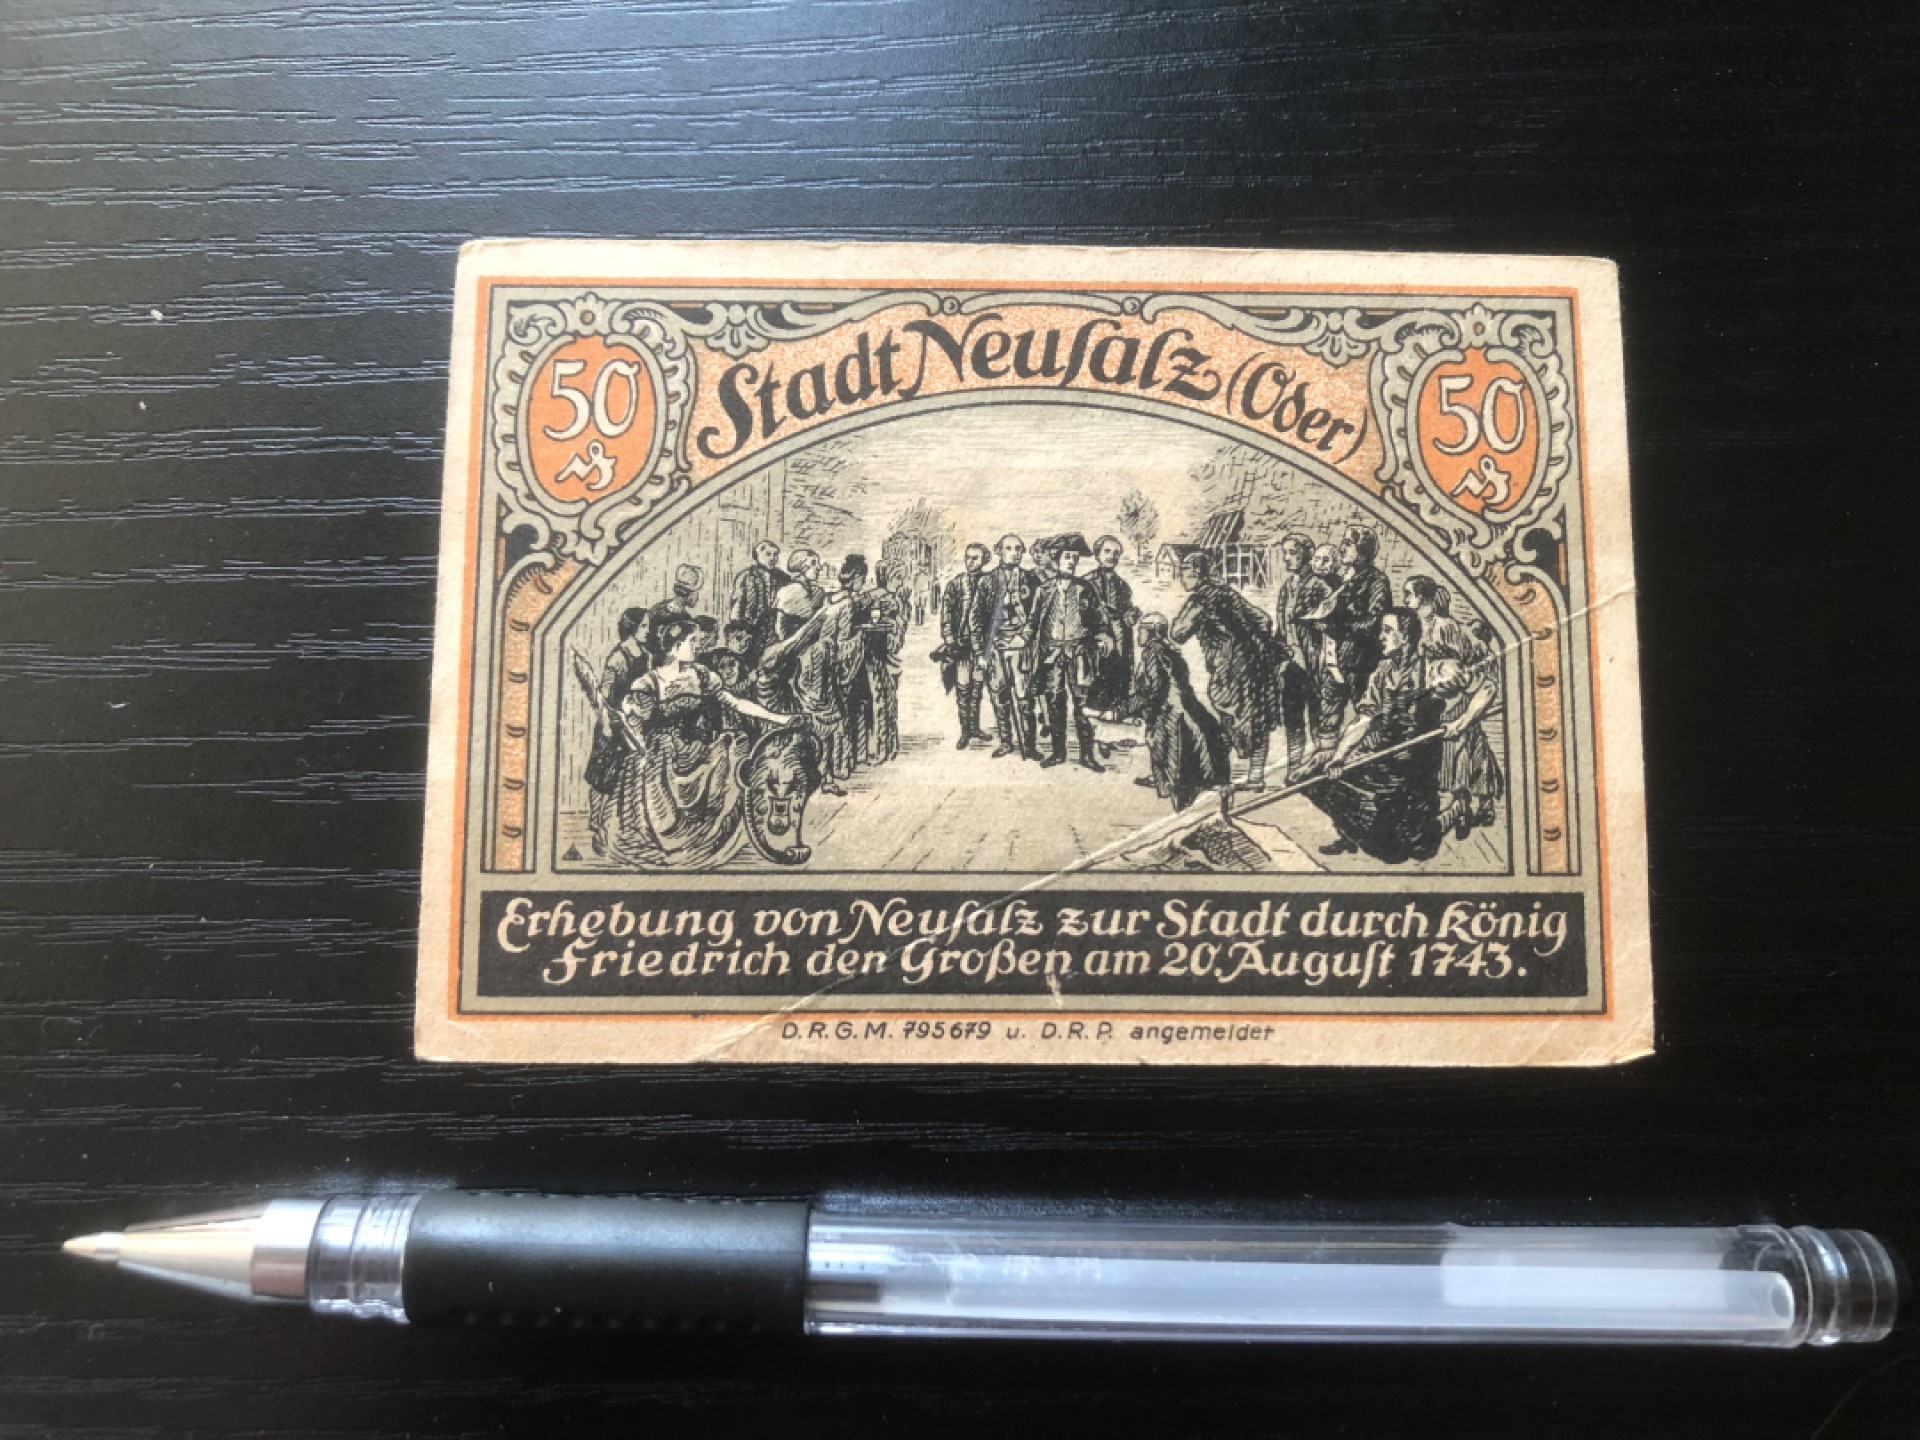 Stadt Neuſalz (Oder)
50 ₰
50 ₰
Erhebung von Neuſalz zur Stadt durch König
Friedrich den Großen am 20. Auguſt 1743.
D.R.G.M. 795679 u. D.R.P. angemeldet